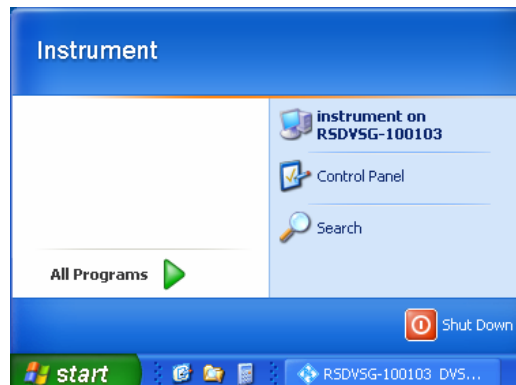 Instrument
instrument on
RSDVSG-100103
Control Panel
Search
All Programs
Shut Down
start
RSDVSG-100103 DVS...